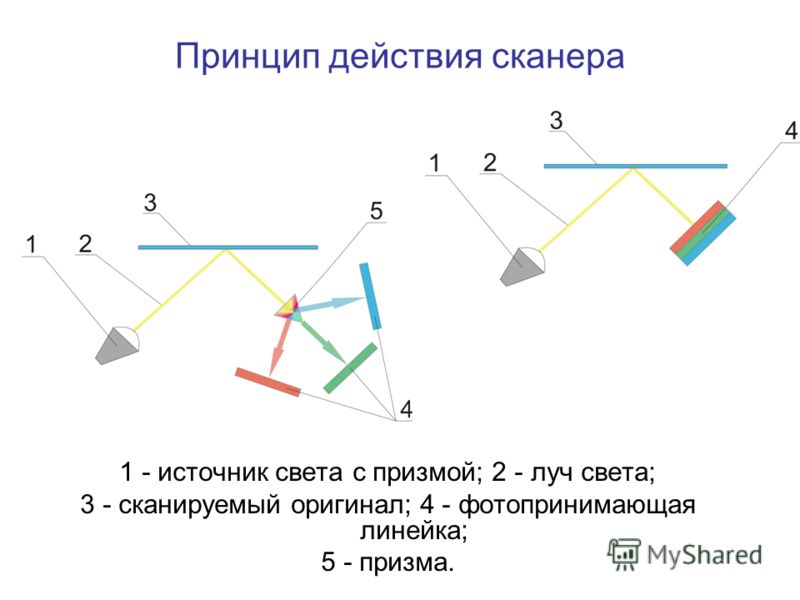 Принцип действия сканера
3
4
1
2
3
5
1
2
4
1 - источник света с призмой; 2 - луч света;
3 - сканируемый оригинал; 4 - фотопринимающая
линейка;
5 - призма.
MyShared